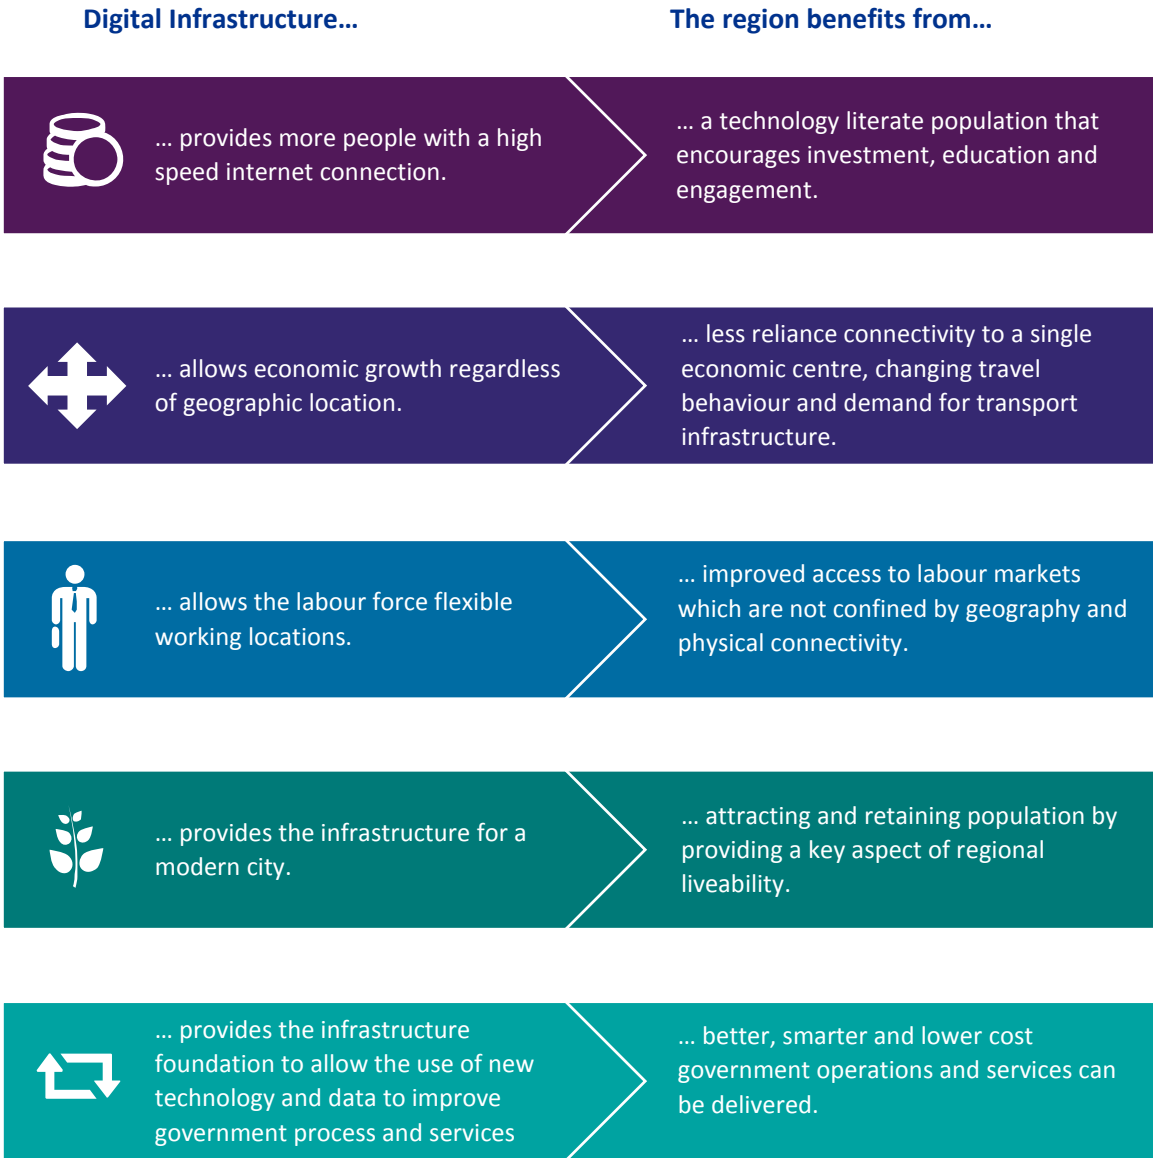 Digital Infrastructure…
The region benefits from…
… provides more people with a high
speed internet connection.
… a technology literate population that
encourages investment, education and
engagement.
… allows economic growth regardless
of geographic location.
… less reliance connectivity to a single
economic centre, changing travel
behaviour and demand for transport
infrastructure.
… allows the labour force flexible
working locations.
… improved access to labour markets
which are not confined by geography and
physical connectivity.
… provides the infrastructure for a
modern city.
… attracting and retaining population by
providing a key aspect of regional
liveability.
… provides the infrastructure
foundation to allow the use of new
technology and data to improve
government process and services
… better, smarter and lower cost
government operations and services can
be delivered.